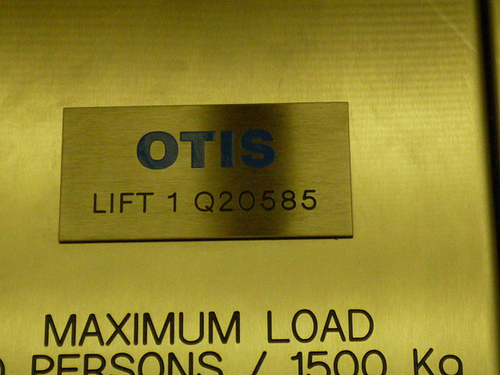 OTIS
LIFT 1 Q20585
MAXIMUM LOAD
PERSONS / 1500 Kg